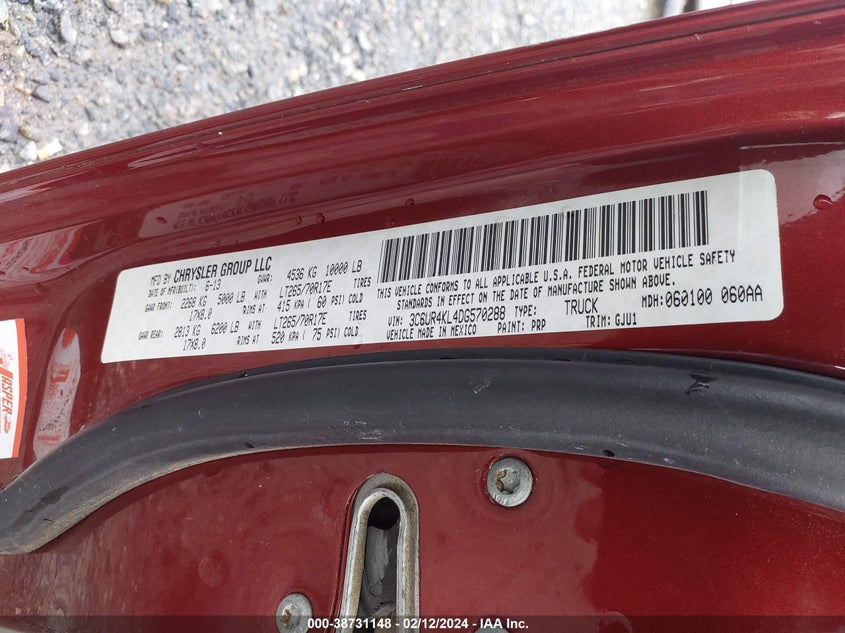 MFD BY CHRYSLER GROUP LLC
DATE OF MFR/BUILT: 6-13 GVWR: 4536 KG 10000 LB
GAWR FRONT: 2268 KG 5000 LB WITH LT265/70R17E TIRES
17X8.0 RIMS AT 415 KPA ( 60 PSI) COLD
GAWR REAR: 2813 KG 6200 LB WITH LT265/70R17E TIRES
17X8.0 RIMS AT 520 KPA ( 75 PSI) COLD
THIS VEHICLE CONFORMS TO ALL APPLICABLE U.S.A. FEDERAL MOTOR VEHICLE SAFETY
STANDARDS IN EFFECT ON THE DATE OF MANUFACTURE SHOWN ABOVE.
VIN: 3C6UR4KL4DG570288 TYPE: TRUCK MDH: 060100 060AA
VEHICLE MADE IN MEXICO PAINT: PRP TRIM: GJU1
JASPER
38731148 - 02/12/2024 - IAA Inc.